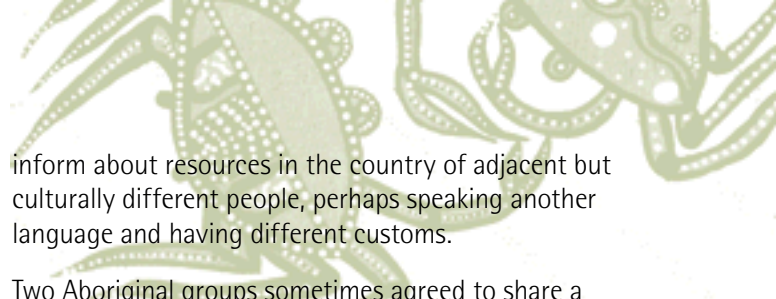 inform about resources in the country of adjacent but
culturally different people, perhaps speaking another
language and having different customs.
Two Aboriginal groups sometimes agreed to share a